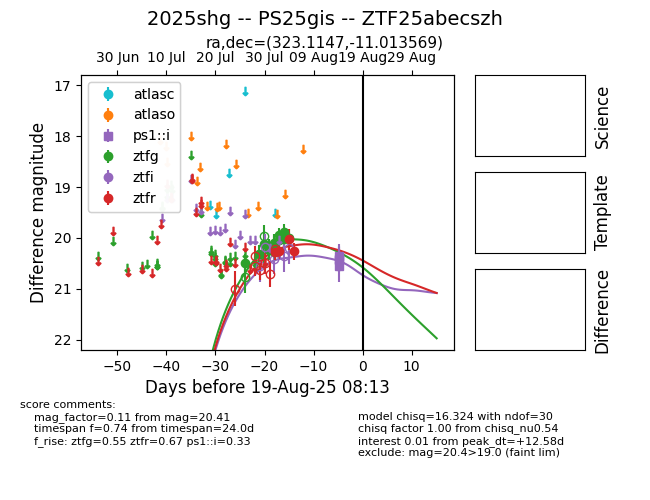 2025shg -- PS25gis -- ZTF25abecszh
ra,dec=(323.1147,-11.013569)
30 Jun 10 Jul 20 Jul 30 Jul 09 Aug 19 Aug 29 Aug
17
18
19
20
21
22
Difference magnitude
atlasc
atlaso
ps1::i
ztfg
ztfi
ztfr
−50 −40 −30 −20 −10 0 10
Days before 19-Aug-25 08:13
Science
Template
Difference
score comments:
mag_factor=0.11 from mag=20.41
timespan f=0.74 from timespan=24.0d
f_rise: ztfg=0.55 ztfr=0.67 ps1::i=0.33
model chisq=16.324 with ndof=30
chisq factor 1.00 from chisq_nu0.54
interest 0.01 from peak_dt=+12.58d
exclude: mag=20.4>19.0 (faint lim)